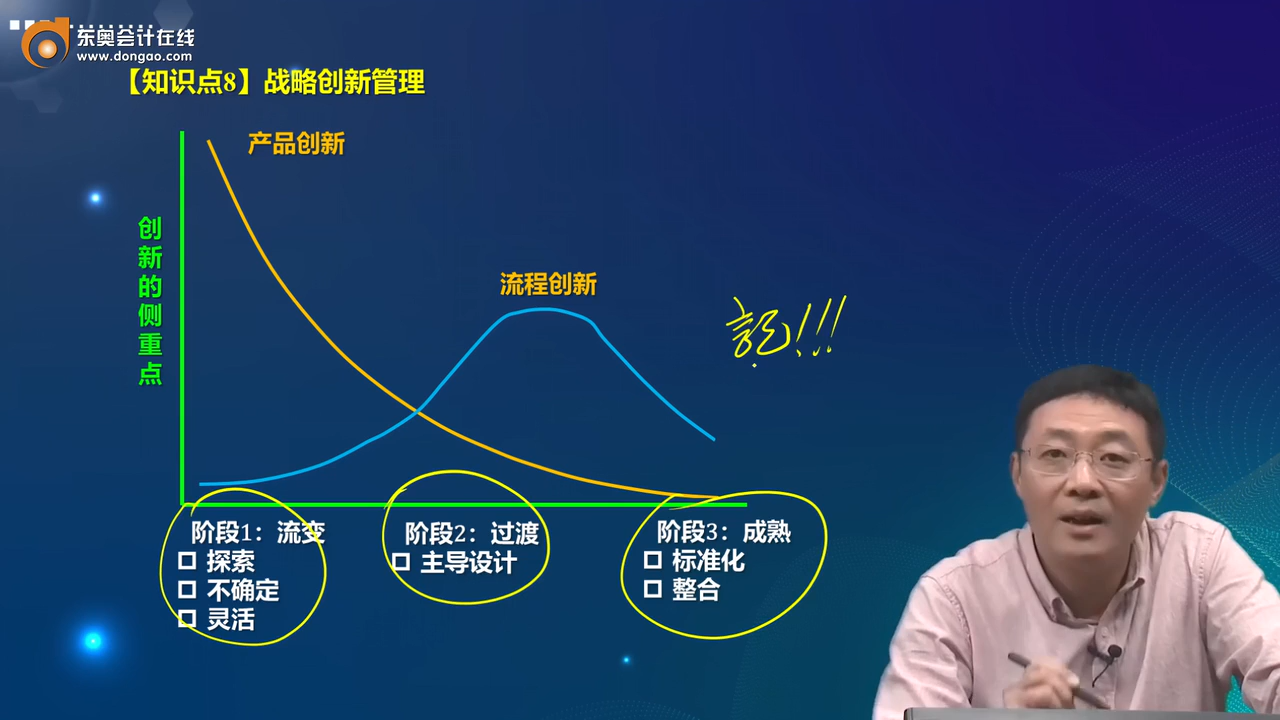 东奥会计在线
www.dongao.com
【知识点8】战略创新管理
产品创新
创新的侧重点
流程创新
記!!!
阶段1：流变
探索
不确定
灵活
阶段2：过渡
主导设计
阶段3：成熟
标准化
整合